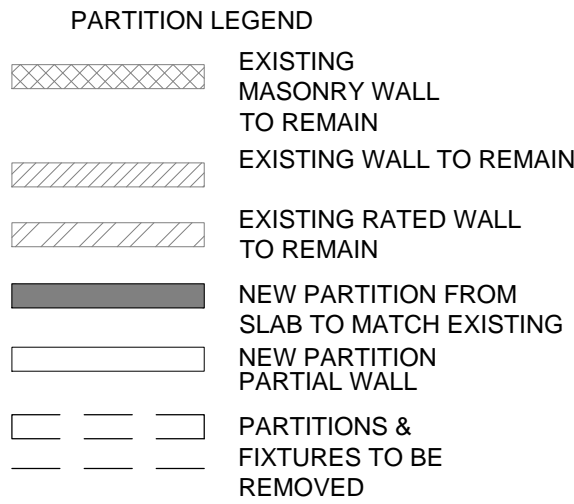 PARTITION LEGEND
EXISTING
MASONRY WALL
TO REMAIN
EXISTING WALL TO REMAIN
EXISTING RATED WALL
TO REMAIN
NEW PARTITION FROM
SLAB TO MATCH EXISTING
NEW PARTITION
PARTIAL WALL
PARTITIONS &
FIXTURES TO BE
REMOVED